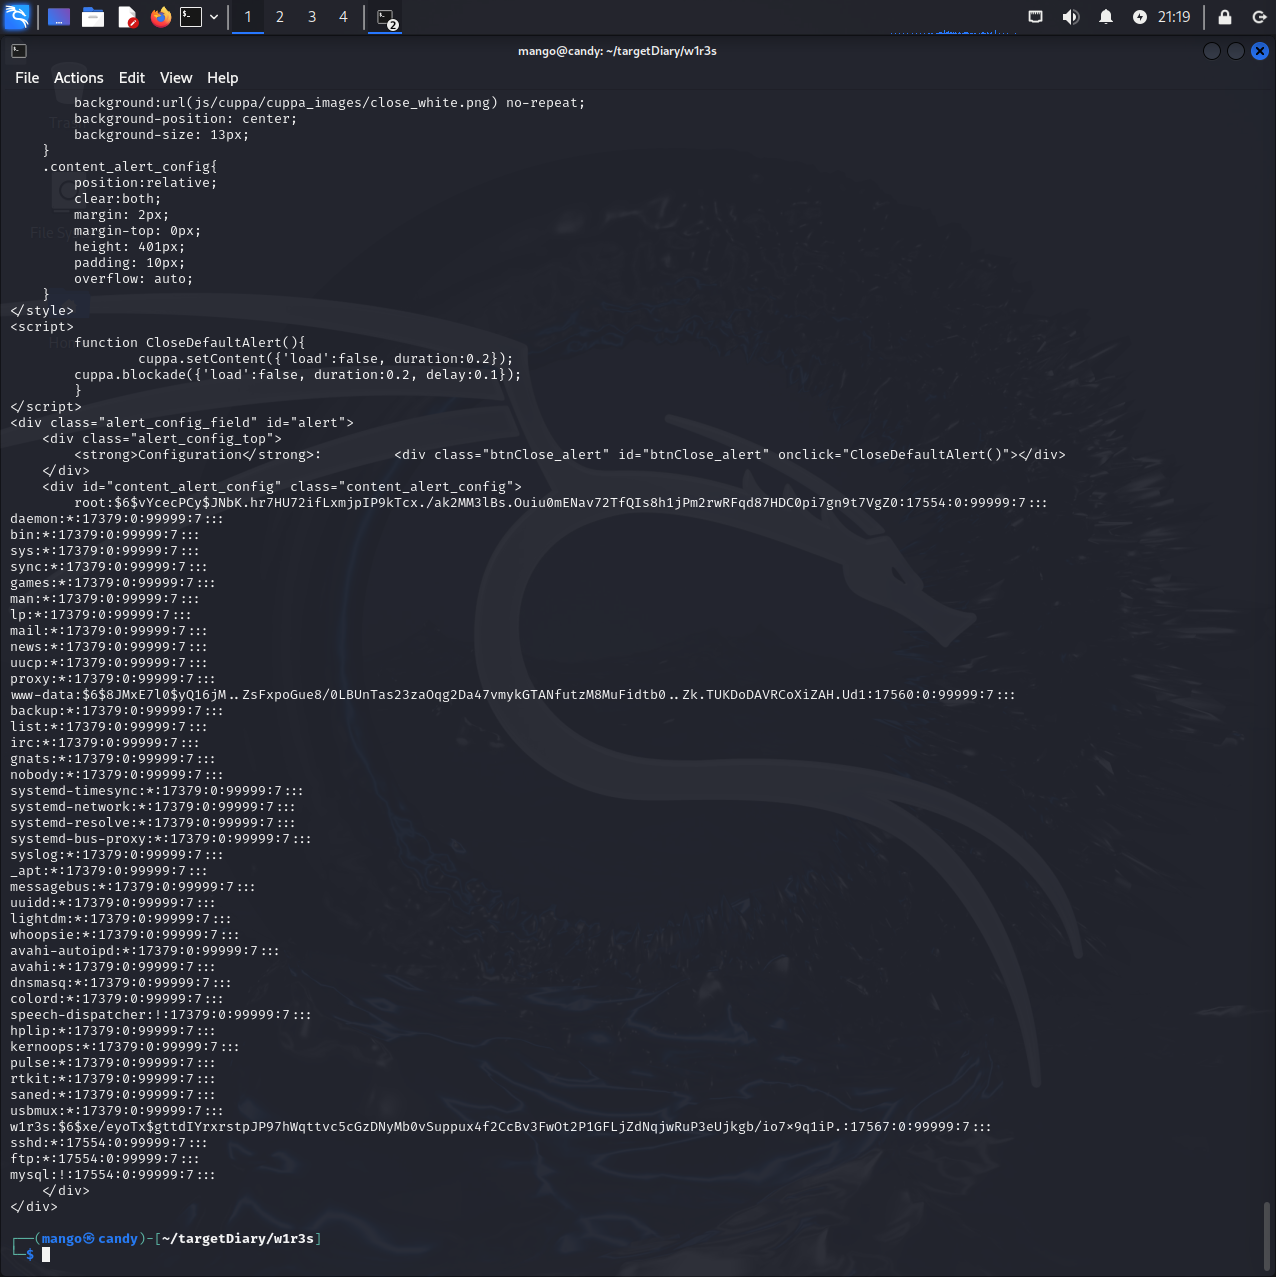 1 2 3 4 2 21:19
mango@candy: ~/targetDiary/w1r3s
File Actions Edit View Help
background:url(js/cuppa/cuppa_images/close_white.png) no-repeat;
background-position: center;
background-size: 13px;
}
.content_alert_config{
position:relative;
clear:both;
margin: 2px;
margin-top: 0px;
height: 401px;
padding: 10px;
overflow: auto;
}
</style>
<script>
function CloseDefaultAlert(){
cuppa.setContent({'load':false, duration:0.2});
cuppa.blockade({'load':false, duration:0.2, delay:0.1});
}
</script>
<div class="alert_config_field" id="alert">
<div class="alert_config_top">
<strong>Configuration</strong>: <div class="btnClose_alert" id="btnClose_alert" onclick="CloseDefaultAlert()"></div>
</div>
<div id="content_alert_config" class="content_alert_config">
root:$6$vYcecPCy$JNbK.hr7HU72ifLxmjpIP9kTcx./ak2MM3lBs.Ouiu0mENav72TfQIs8h1jPm2rwRFqd87HDC0pi7gn9t7VgZ0:17554:0:99999:7:::
daemon:*:17379:0:99999:7:::
bin:*:17379:0:99999:7:::
sys:*:17379:0:99999:7:::
sync:*:17379:0:99999:7:::
games:*:17379:0:99999:7:::
man:*:17379:0:99999:7:::
lp:*:17379:0:99999:7:::
mail:*:17379:0:99999:7:::
news:*:17379:0:99999:7:::
uucp:*:17379:0:99999:7:::
proxy:*:17379:0:99999:7:::
www-data:$6$8JMxE7l0$yQ16jM..ZsFxpoGue8/0LBUnTas23zaOqg2Da47vmykGTANfutzM8MuFidtb0..Zk.TUKDoDAVRCoXiZAH.Ud1:17560:0:99999:7:::
backup:*:17379:0:99999:7:::
list:*:17379:0:99999:7:::
irc:*:17379:0:99999:7:::
gnats:*:17379:0:99999:7:::
nobody:*:17379:0:99999:7:::
systemd-timesync:*:17379:0:99999:7:::
systemd-network:*:17379:0:99999:7:::
systemd-resolve:*:17379:0:99999:7:::
systemd-bus-proxy:*:17379:0:99999:7:::
syslog:*:17379:0:99999:7:::
_apt:*:17379:0:99999:7:::
messagebus:*:17379:0:99999:7:::
uuidd:*:17379:0:99999:7:::
lightdm:*:17379:0:99999:7:::
whoopsie:*:17379:0:99999:7:::
avahi-autoipd:*:17379:0:99999:7:::
avahi:*:17379:0:99999:7:::
dnsmasq:*:17379:0:99999:7:::
colord:*:17379:0:99999:7:::
speech-dispatcher:!:17379:0:99999:7:::
hplip:*:17379:0:99999:7:::
kernoops:*:17379:0:99999:7:::
pulse:*:17379:0:99999:7:::
rtkit:*:17379:0:99999:7:::
saned:*:17379:0:99999:7:::
usbmux:*:17379:0:99999:7:::
w1r3s:$6$xe/eyoTx$gttdIYrxrstpJP97hWqttvc5cGzDNyMb0vSuppux4f2CcBv3FwOt2P1GFLjZdNqjwRuP3eUjkgb/io7x9q1iP.:17567:0:99999:7:::
sshd:*:17554:0:99999:7:::
ftp:*:17554:0:99999:7:::
mysql:!:17554:0:99999:7:::
</div>
</div>
┌──(mango㉿candy)-[~/targetDiary/w1r3s]
└─$